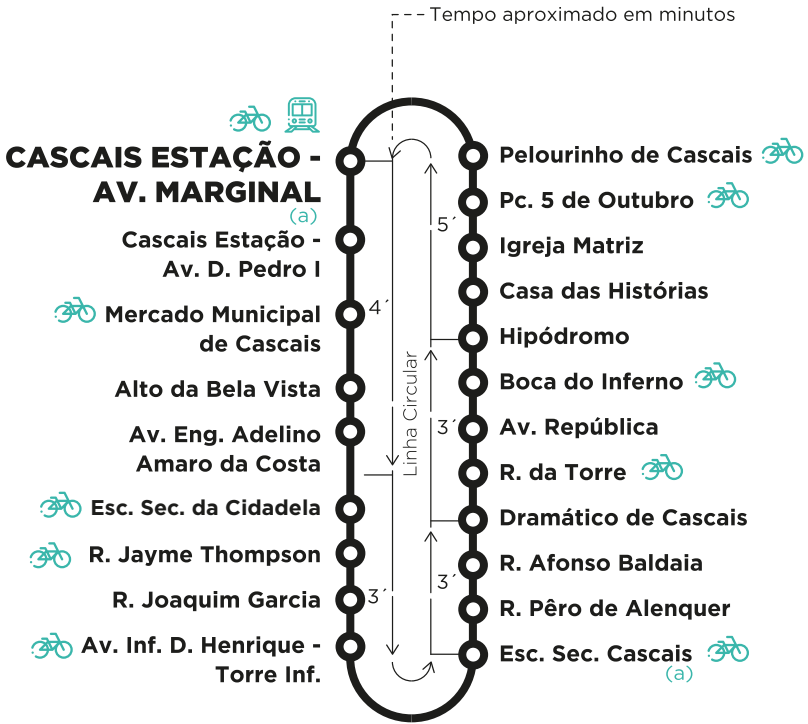 Tempo aproximado em minutos
CASCAIS ESTAÇÃO -
AV. MARGINAL
(a)
Cascais Estação -
Av. D. Pedro I
Mercado Municipal
de Cascais
Alto da Bela Vista
Av. Eng. Adelino
Amaro da Costa
Esc. Sec. da Cidadela
R. Jayme Thompson
R. Joaquim Garcia
Av. Inf. D. Henrique -
Torre Inf.
4´
3´
Linha Circular
5´
3´
3´
Pelourinho de Cascais
Pc. 5 de Outubro
Igreja Matriz
Casa das Histórias
Hipódromo
Boca do Inferno
Av. República
R. da Torre
Dramático de Cascais
R. Afonso Baldaia
R. Pêro de Alenquer
Esc. Sec. Cascais
(a)